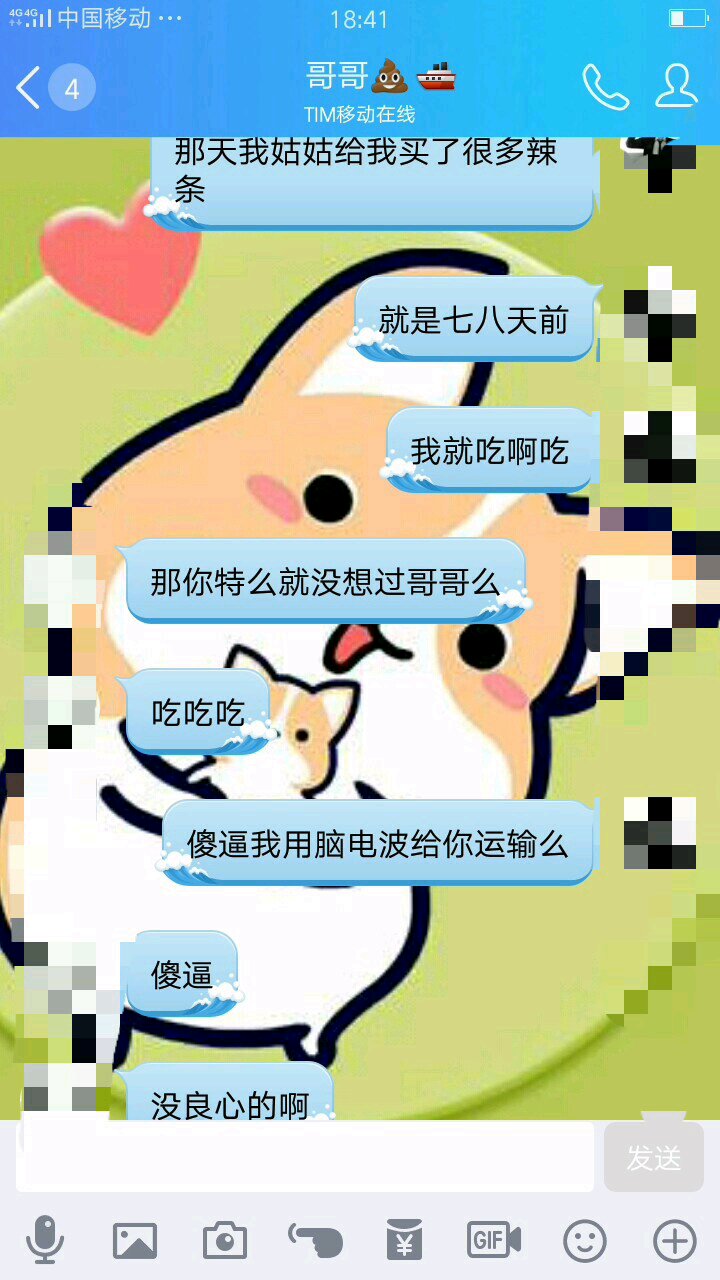 4G4G 中国移动 ··· 18:41
4 哥哥💩🚢
TIM移动在线
那天我姑姑给我买了很多辣
条
就是七八天前
我就吃啊吃
那你特么就没想过哥哥么
吃吃吃
傻逼我用脑电波给你运输么
傻逼
没良心的啊
发送
¥ GIF